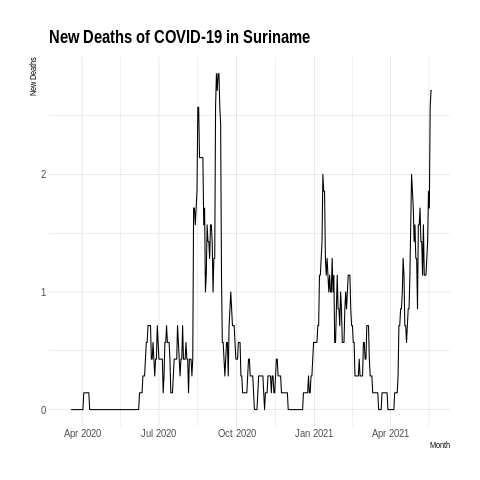 New Deaths of COVID-19 in Suriname
New Deaths
2
1
0
Apr 2020 Jul 2020 Oct 2020 Jan 2021 Apr 2021
Month